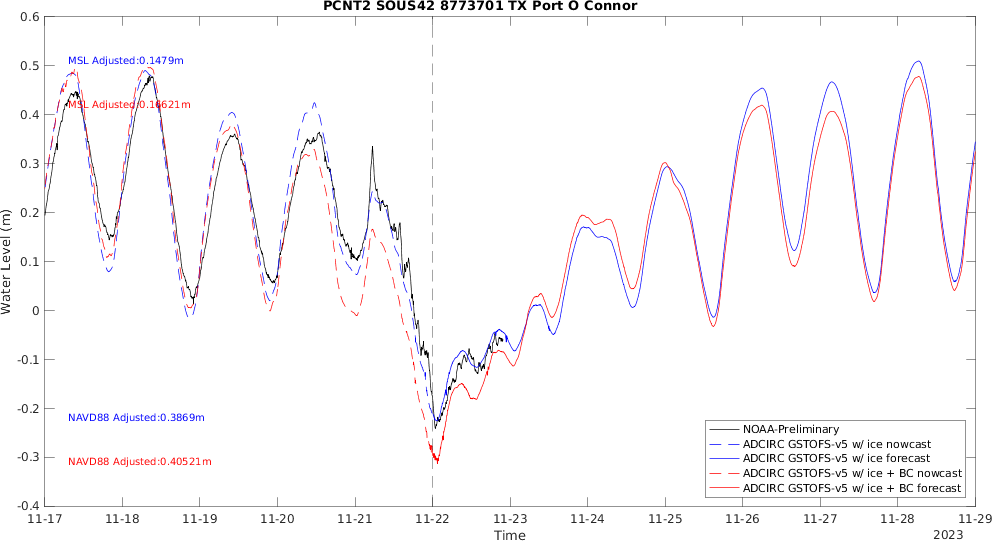 PCNT2 SOUS42 8773701 TX Port O Connor
0.6
0.5
0.4
0.3
0.2
0.1
0
-0.1
-0.2
-0.3
-0.4
Water Level (m)
MSL Adjusted:0.1479m
MSL Adjusted:0.16621m
NAVD88 Adjusted:0.3869m
NAVD88 Adjusted:0.40521m
NOAA-Preliminary
ADCIRC GSTOFS-v5 w/ ice nowcast
ADCIRC GSTOFS-v5 w/ ice forecast
ADCIRC GSTOFS-v5 w/ ice + BC nowcast
ADCIRC GSTOFS-v5 w/ ice + BC forecast
11-17 11-18 11-19 11-20 11-21 11-22 11-23 11-24 11-25 11-26 11-27 11-28 11-29
Time
2023